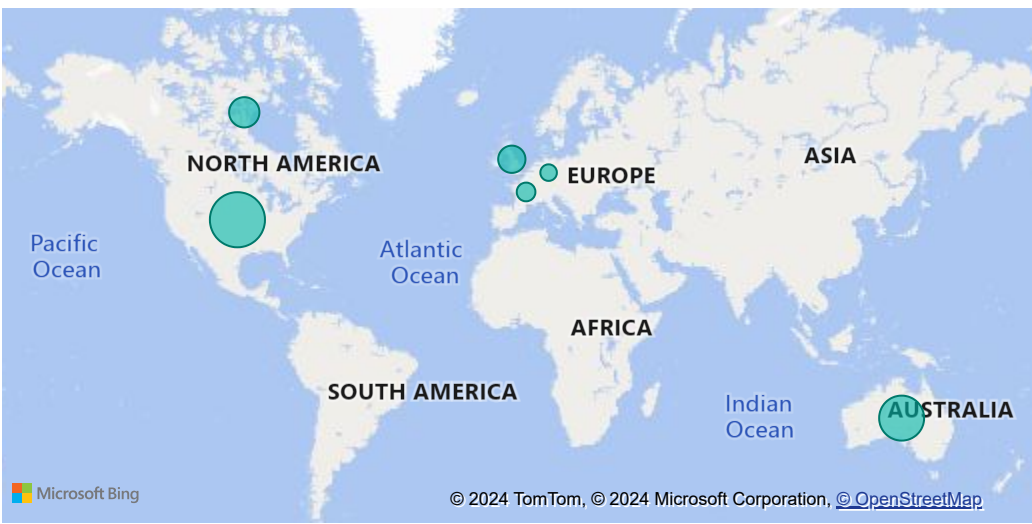 NORTH AMERICA
EUROPE
ASIA
Pacific
Ocean
Atlantic
Ocean
AFRICA
SOUTH AMERICA
Indian
Ocean
AUSTRALIA
Microsoft Bing
© 2024 TomTom, © 2024 Microsoft Corporation, © OpenStreetMap